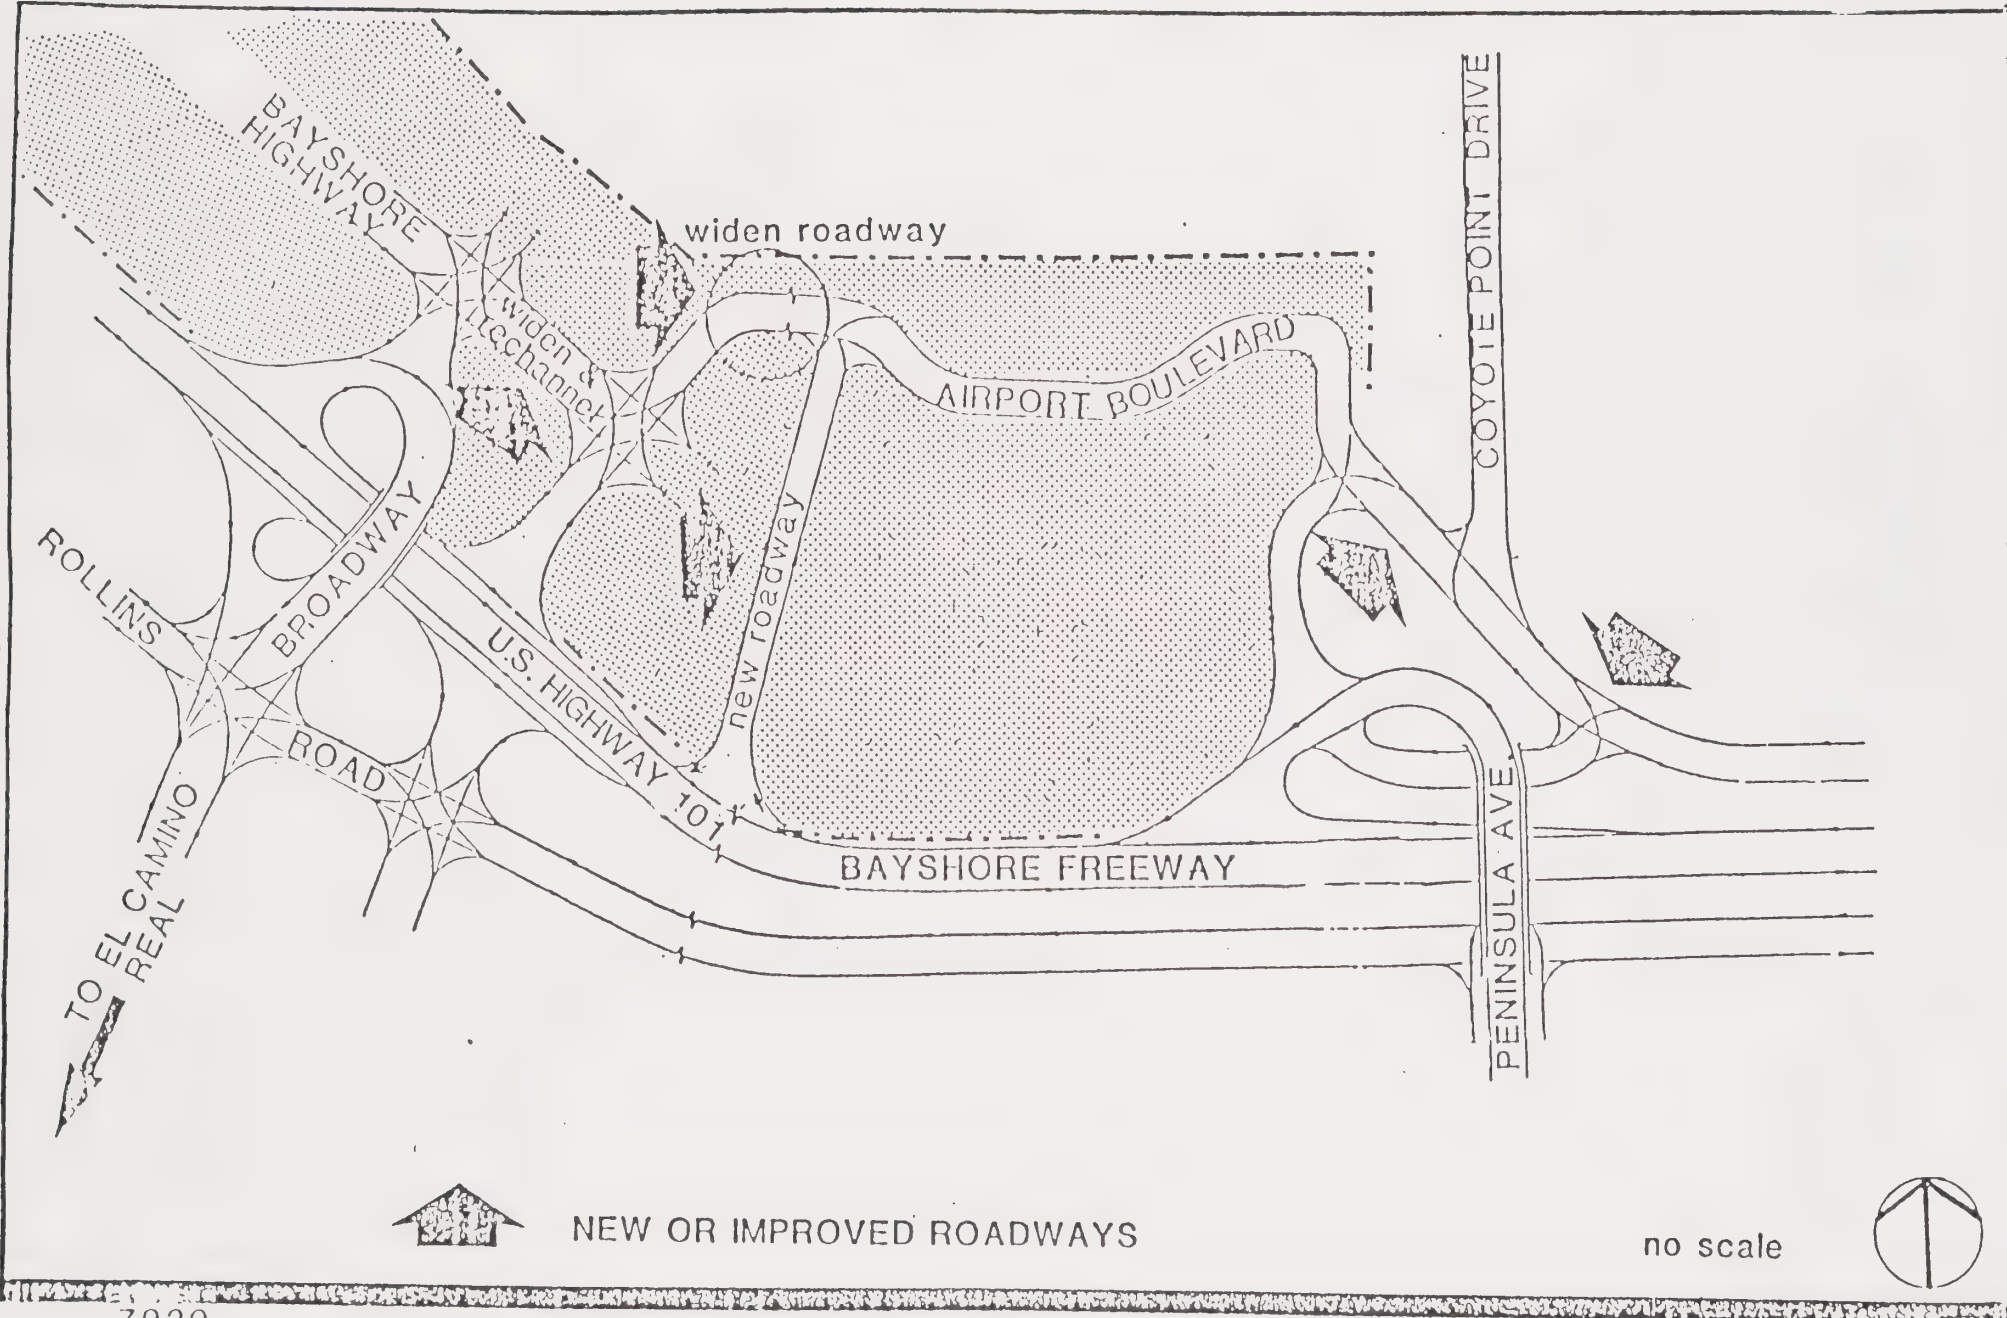 BAYSHORE
HIGHWAY
widen roadway
COYOTE POINT DRIVE
widen &
rechannel
AIRPORT BOULEVARD
new roadway
ROLLINS
BROADWAY
U.S. HIGHWAY 101
ROAD
BAYSHORE FREEWAY
PENINSULA AVE
TO EL CAMINO
REAL
NEW OR IMPROVED ROADWAYS
no scale